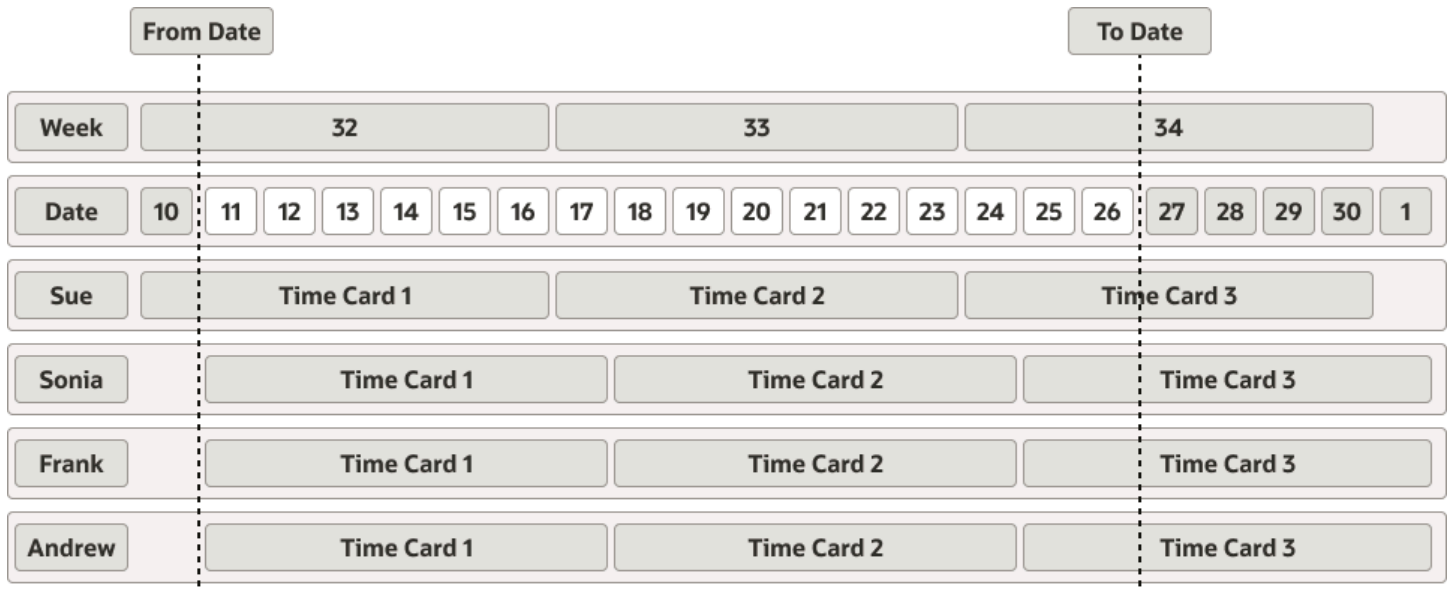 From Date To Date
Week 32 33 34
Date 10 11 12 13 14 15 16 17 18 19 20 21 22 23 24 25 26 27 28 29 30 1
Sue Time Card 1 Time Card 2 Time Card 3
Sonia Time Card 1 Time Card 2 Time Card 3
Frank Time Card 1 Time Card 2 Time Card 3
Andrew Time Card 1 Time Card 2 Time Card 3